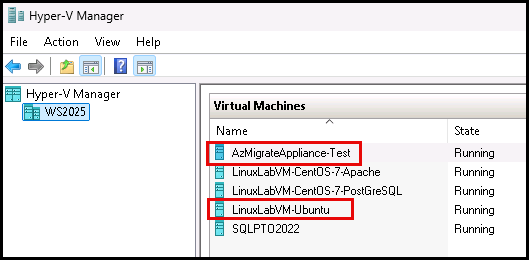 Hyper-V Manager
File Action View Help
Hyper-V Manager
WS2025
Virtual Machines
Name State
AzMigrateAppliance-Test Running
LinuxLabVM-CentOS-7-Apache Running
LinuxLabVM-CentOS-7-PostGreSQL Running
LinuxLabVM-Ubuntu Running
SQLPTO2022 Running